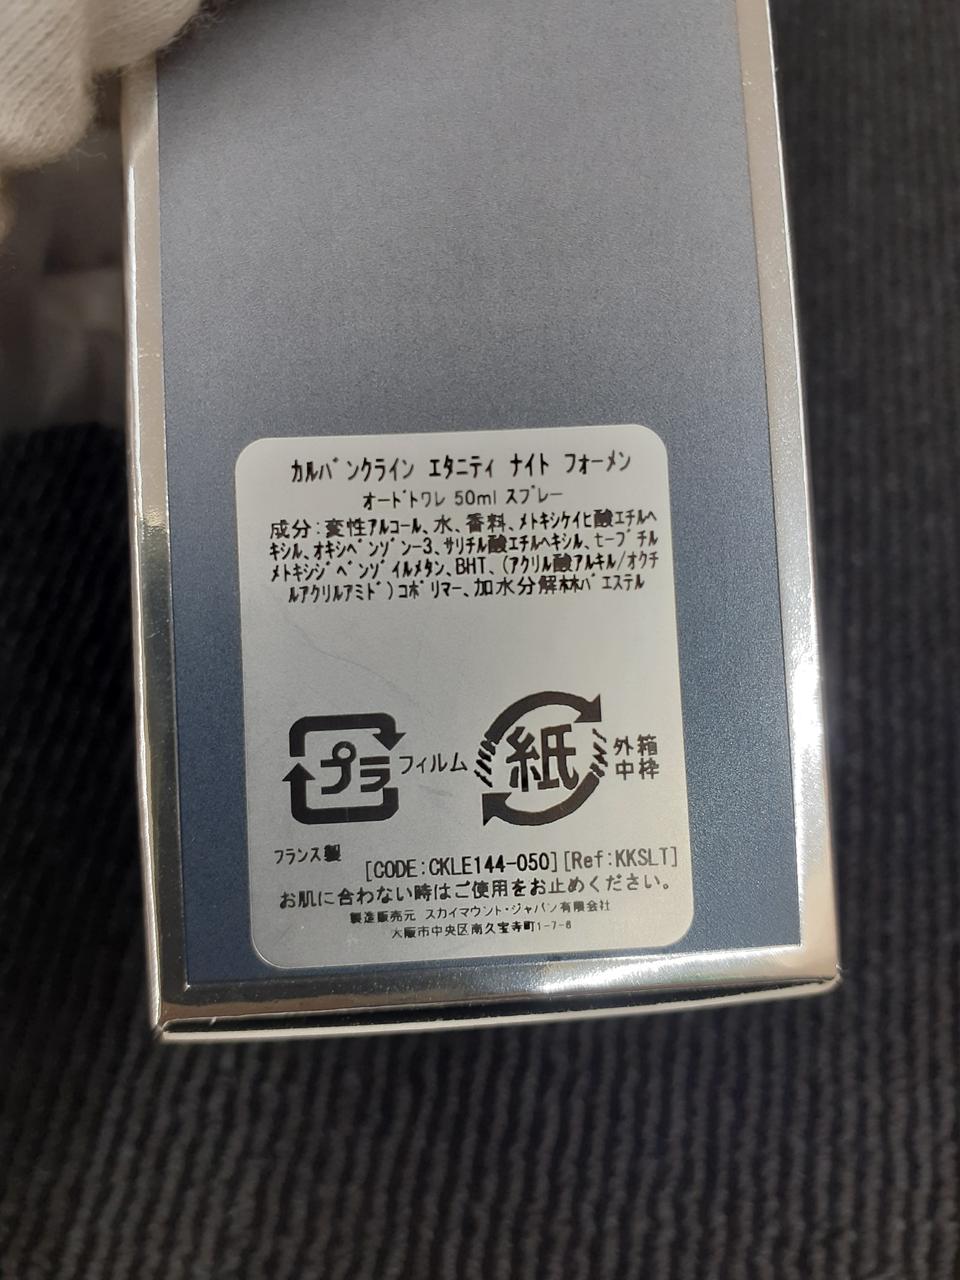 カルバンクライン エタニティ ナイト フォーメン
オードトワレ 50ml スプレー
成分:変性アルコール、水、香料、メトキシケイヒ酸エチルヘ
キシル、オキシベンゾン-3、サリチル酸エチルヘキシル、t-ブチル
メトキシジベンゾイルメタン、BHT、(アクリル酸アルキル/オクチ
ルアクリルアミド)コポリマー、加水分解ホホバエステル
プラ フィルム 紙 外箱
中枠
フランス製
[CODE:CKLE144-050][Ref:KKSLT]
お肌に合わない時はご使用をお止めください。
製造販売元 スカイマウント・ジャパン有限会社
大阪市中央区南久宝寺町1-7-8